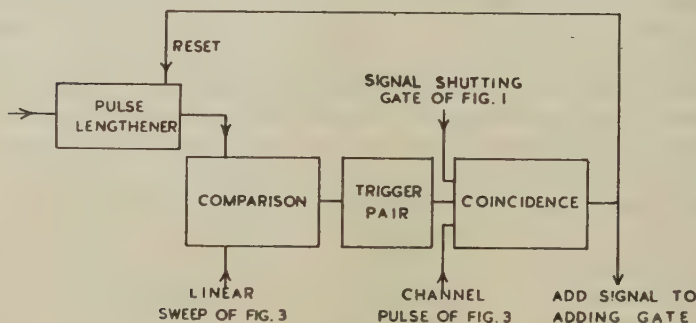 RESET
SIGNAL SHUTTING
GATE OF FIG. 1
PULSE
LENGTHENER
COMPARISON
TRIGGER
PAIR
COINCIDENCE
LINEAR
SWEEP OF FIG. 3
CHANNEL
PULSE OF FIG. 3
ADD SIGNAL TO
ADDING GATE